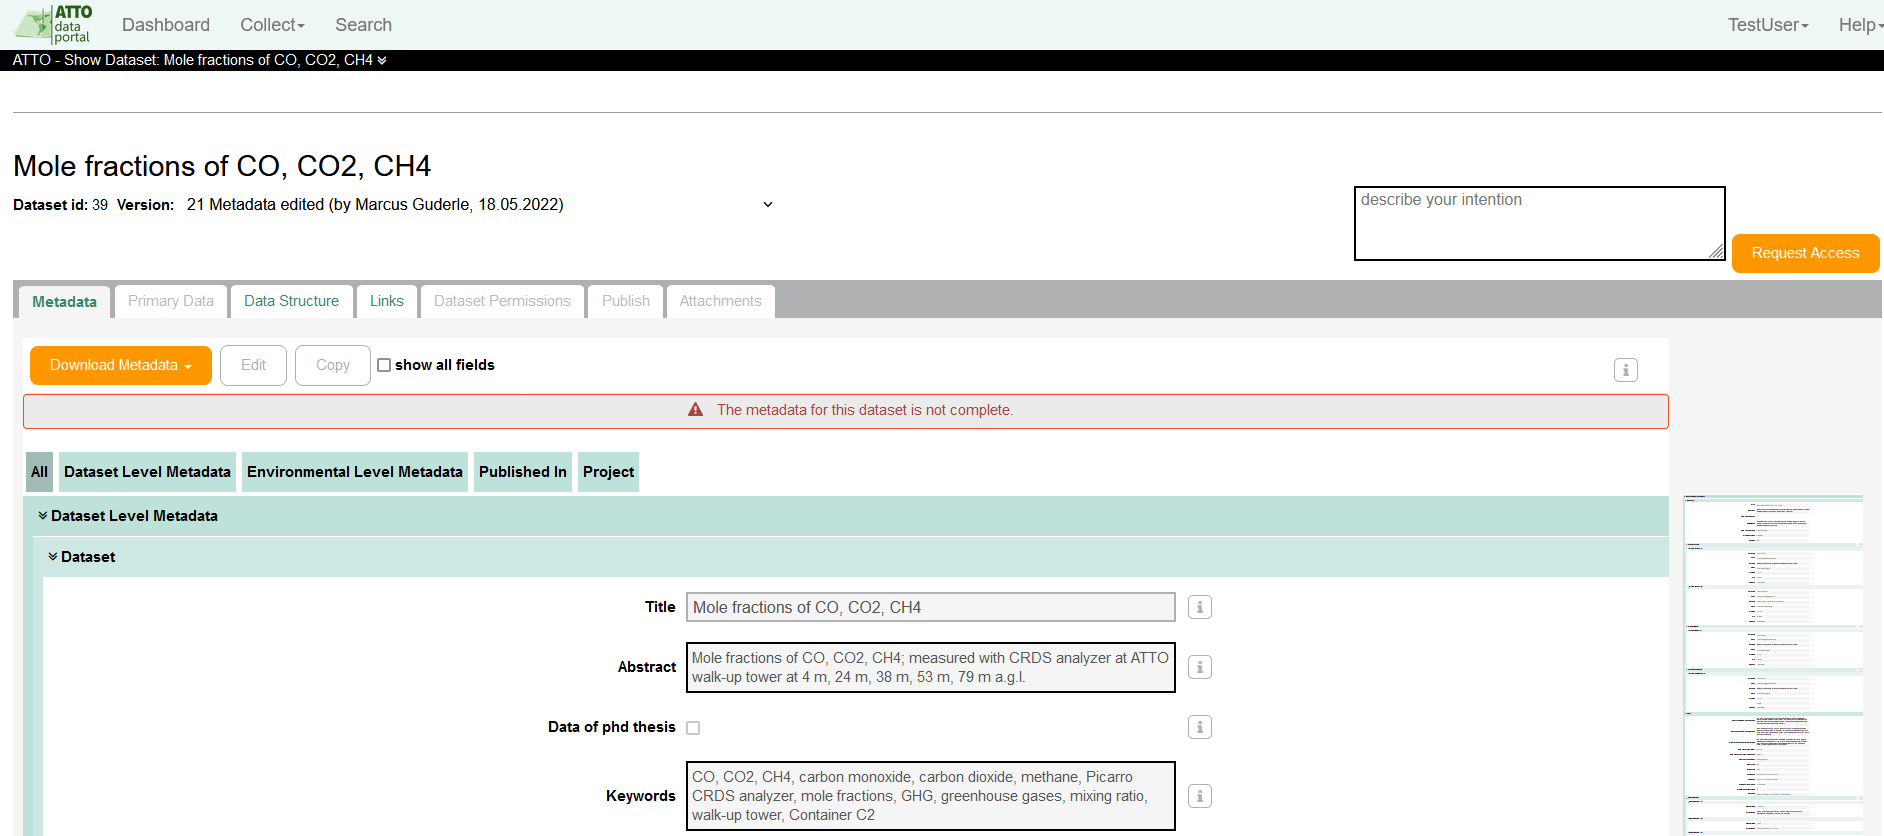 ATTO
data
portal
Dashboard Collect Search TestUser Help
ATTO - Show Dataset: Mole fractions of CO, CO2, CH4
Mole fractions of CO, CO2, CH4
Dataset id: 39 Version: 21 Metadata edited (by Marcus Guderle, 18.05.2022)
describe your intention
Request Access
Metadata Primary Data Data Structure Links Dataset Permissions Publish Attachments
Download Metadata Edit Copy show all fields
The metadata for this dataset is not complete.
All Dataset Level Metadata Environmental Level Metadata Published In Project
Dataset Level Metadata
Dataset
Title Mole fractions of CO, CO2, CH4
Abstract Mole fractions of CO, CO2, CH4; measured with CRDS analyzer at ATTO
walk-up tower at 4 m, 24 m, 38 m, 53 m, 79 m a.g.l.
Data of phd thesis
Keywords CO, CO2, CH4, carbon monoxide, carbon dioxide, methane, Picarro
CRDS analyzer, mole fractions, GHG, greenhouse gases, mixing ratio,
walk-up tower, Container C2